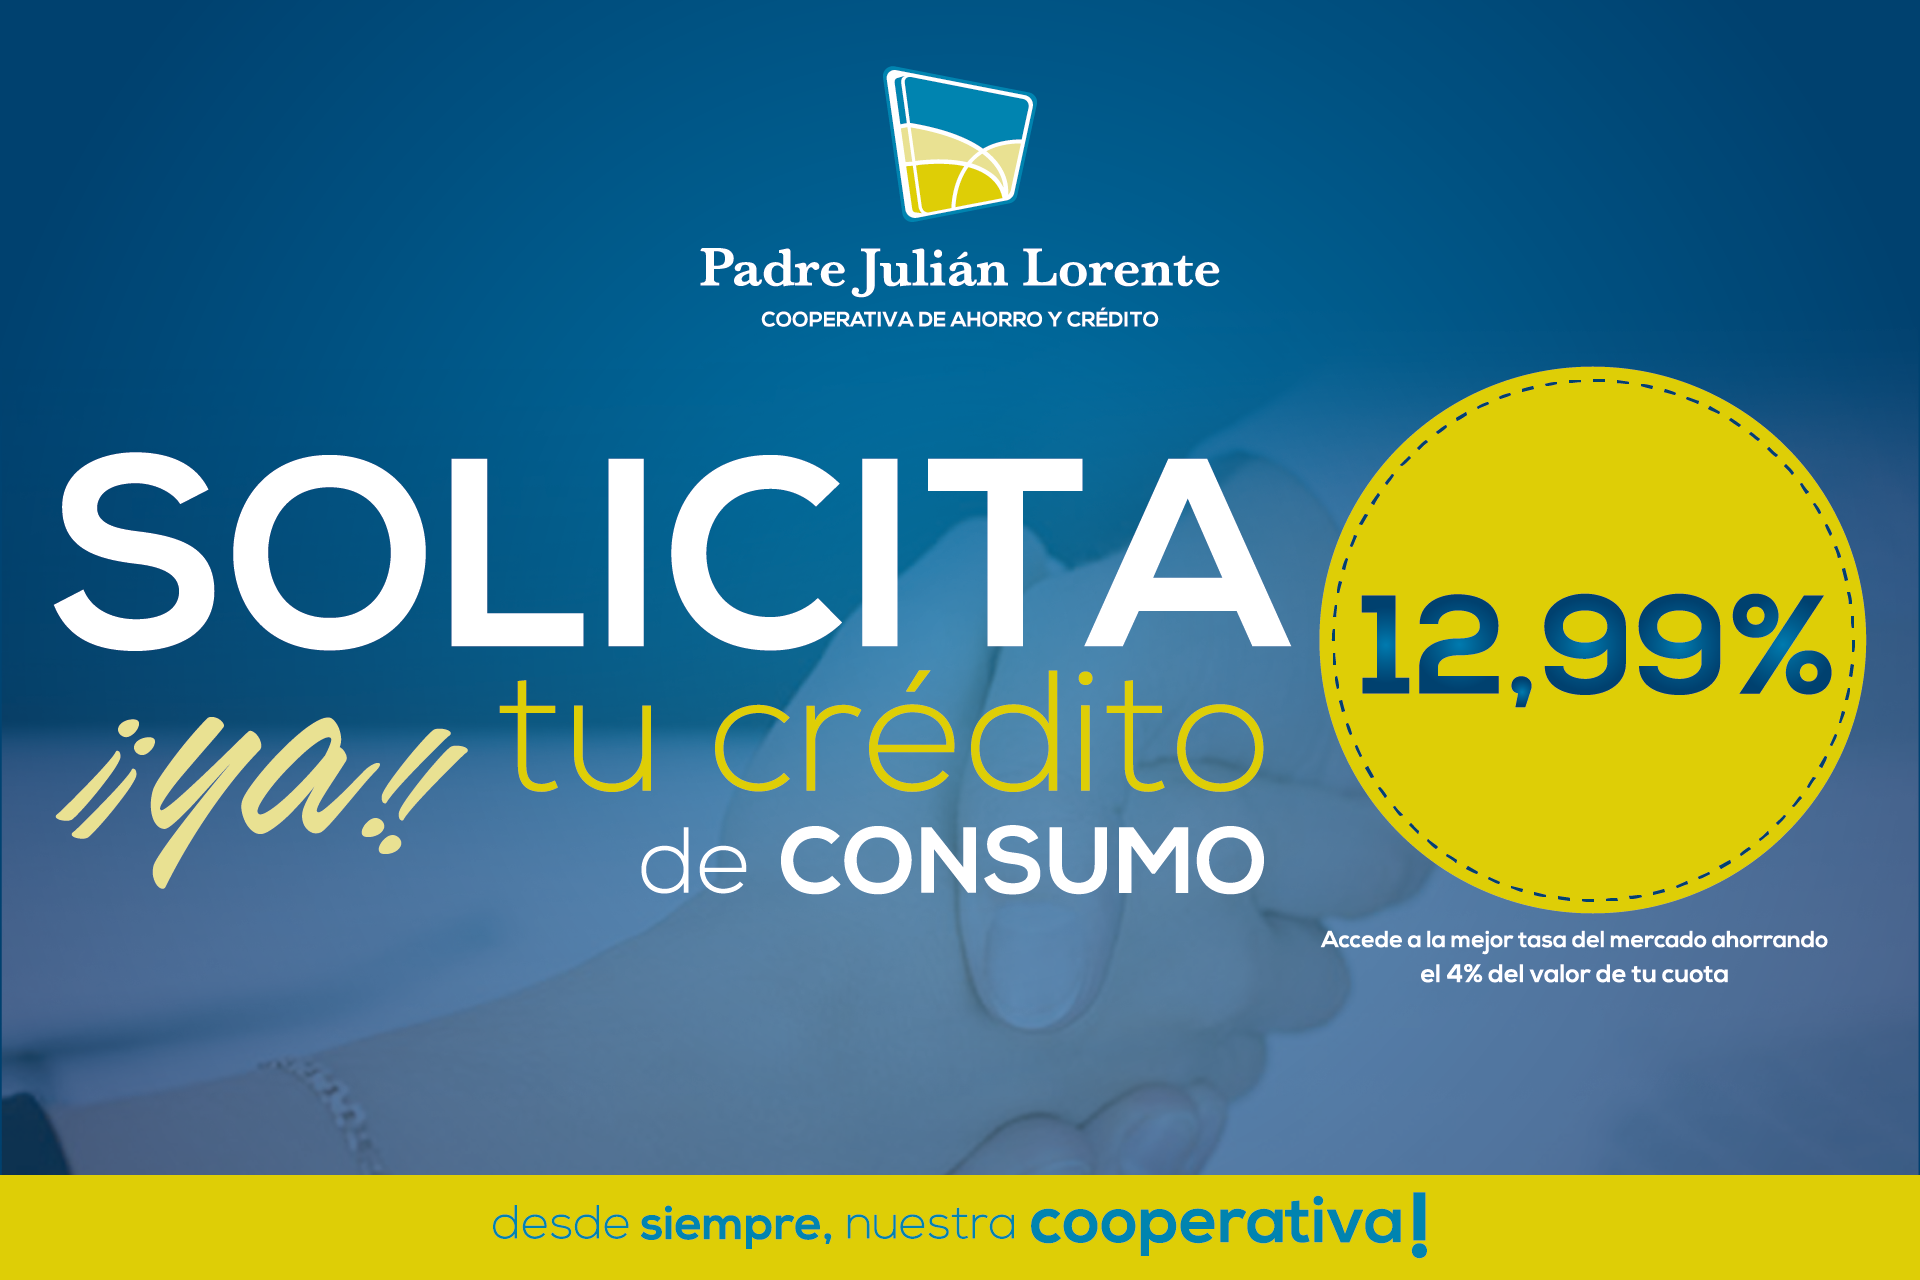 Padre Julián Lorente
COOPERATIVA DE AHORRO Y CRÉDITO
SOLICITA
¡¡ya!! tu crédito
de CONSUMO
12,99%
Accede a la mejor tasa del mercado ahorrando
el 4% del valor de tu cuota
desde siempre, nuestra cooperativa!